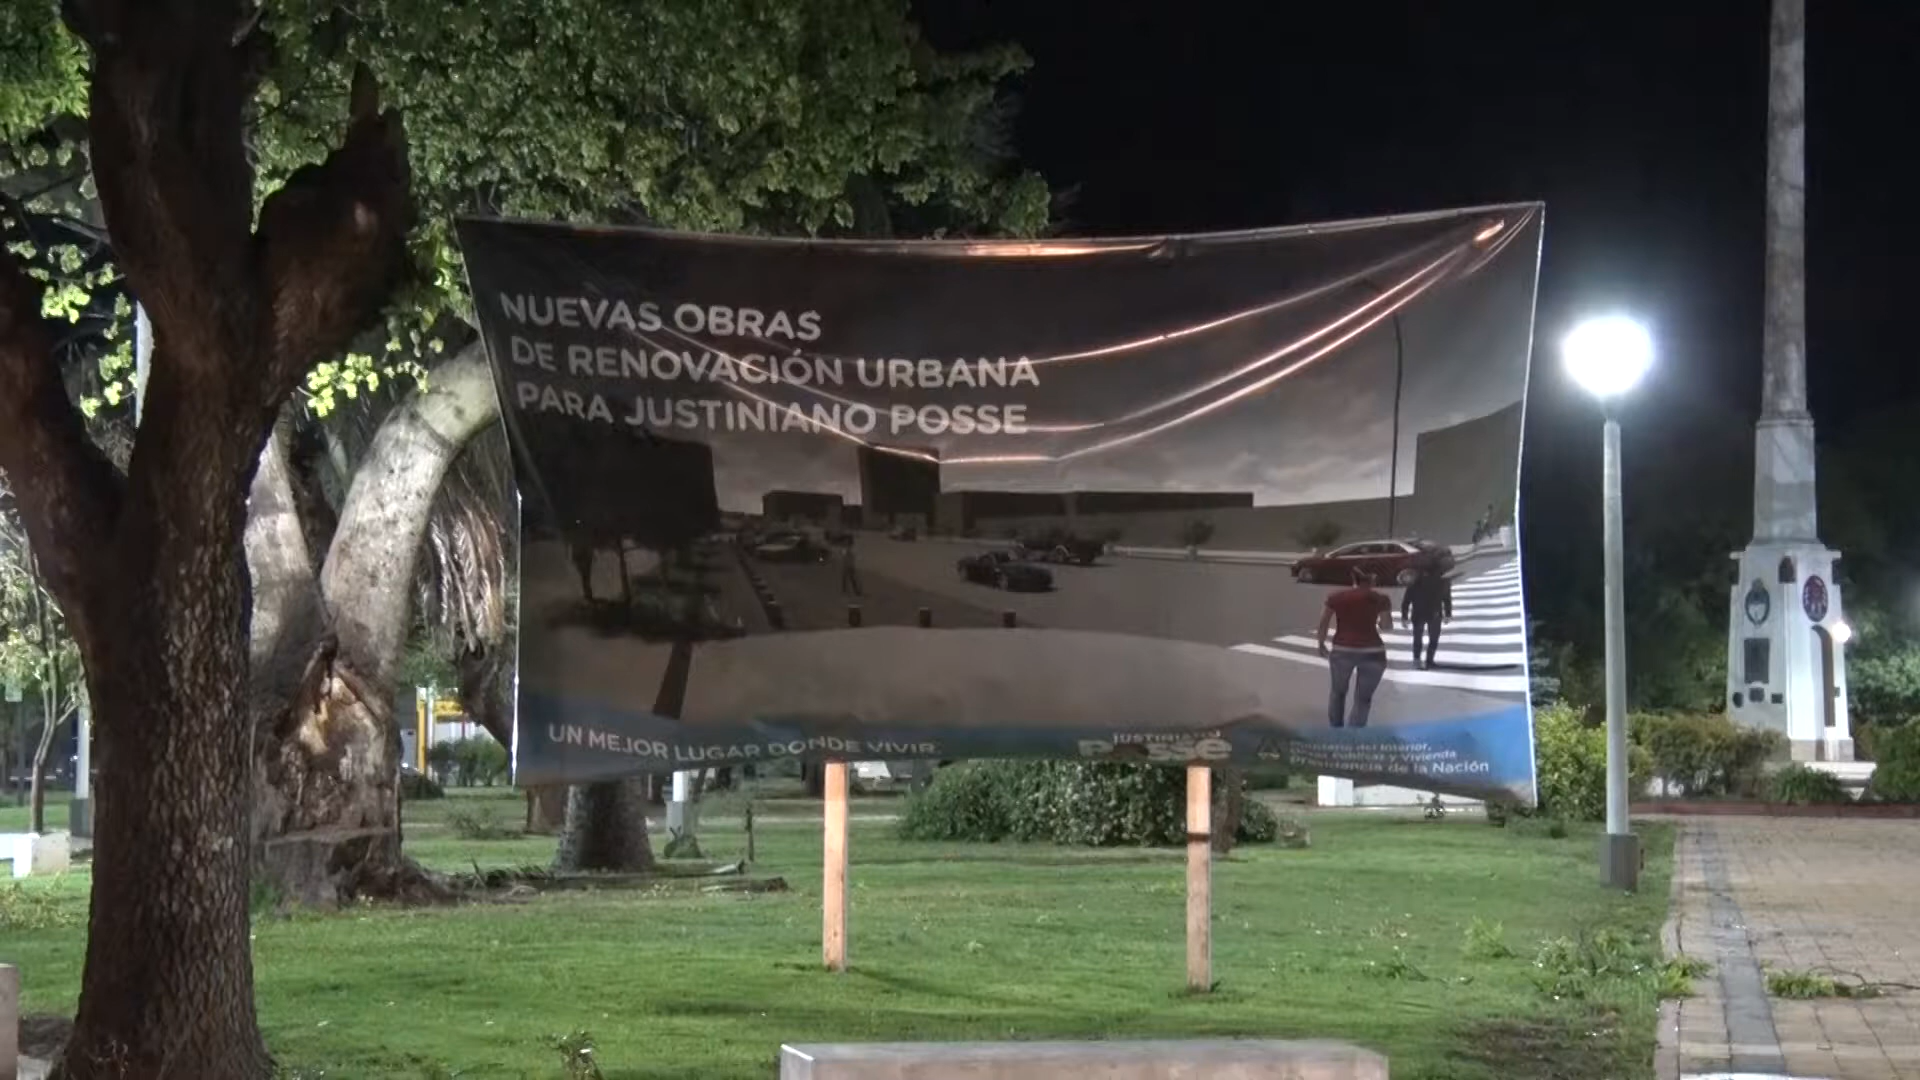 NUEVAS OBRAS
DE RENOVACIÓN URBANA
PARA JUSTINIANO POSSE
UN MEJOR LUGAR DONDE VIVIR.
JUSTINIANO
Posse
Ministerio del Interior,
Públicas y Vivienda
Presidencia de la Nación